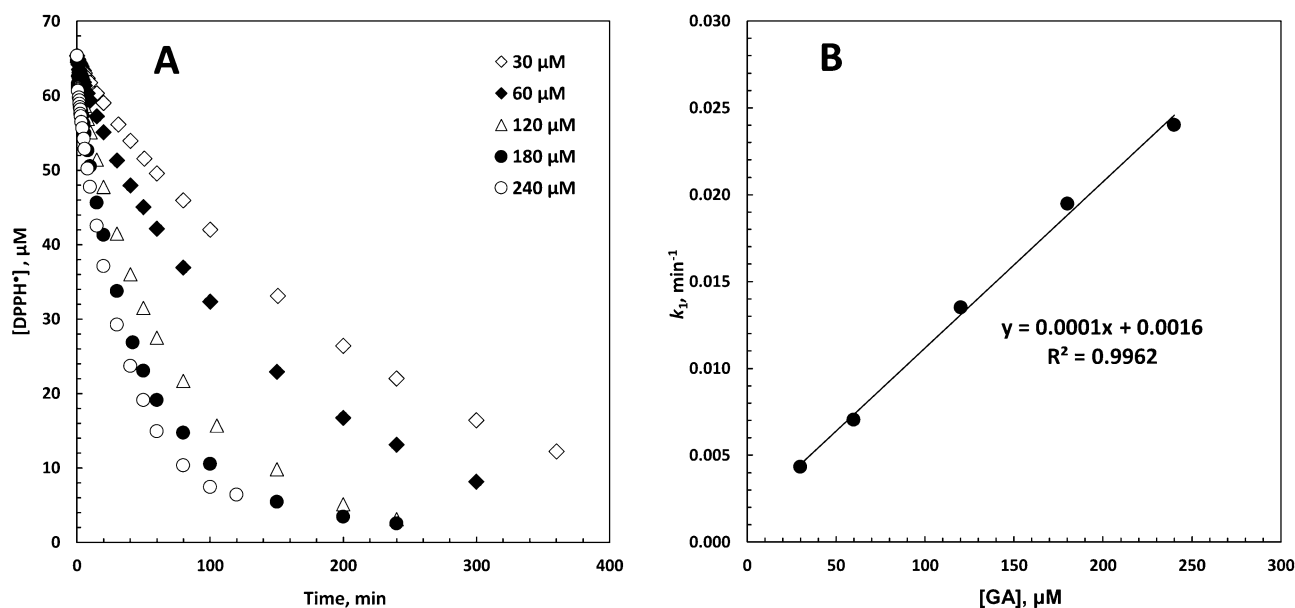 A
70
60
50
40
30
20
10
0
[DPPH•], µM
0
100
200
300
400
Time, min
30 µM
60 µM
120 µM
180 µM
240 µM
B
0.030
0.025
0.020
0.015
0.010
0.005
0.000
k₁, min⁻¹
y = 0.0001x + 0.0016
R² = 0.9962
0
50
100
150
200
250
300
[GA], µM